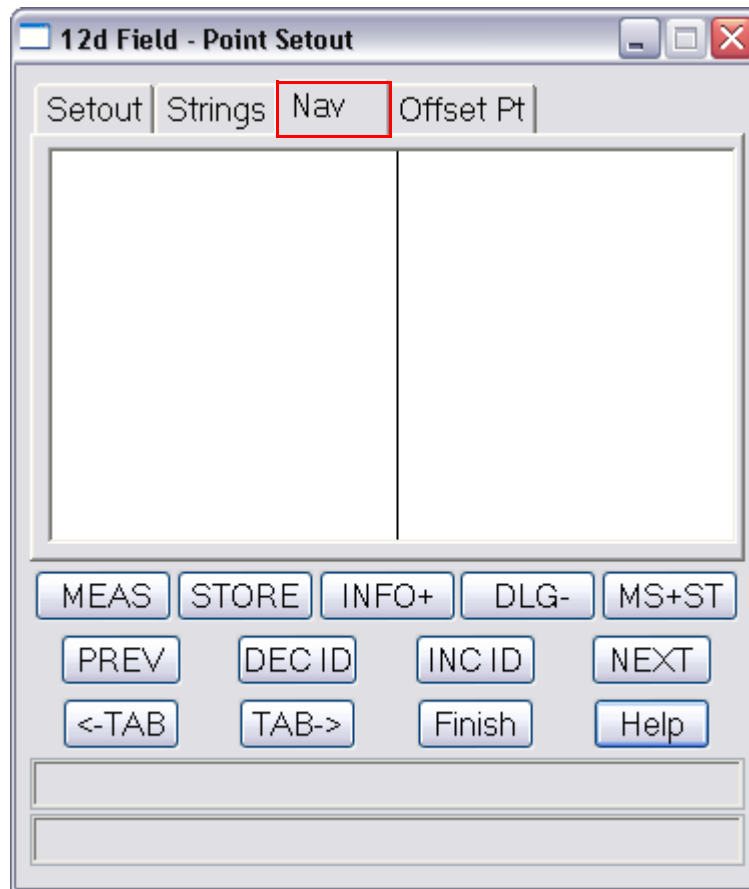 12d Field - Point Setout
Setout Strings Nav Offset Pt
MEAS STORE INFO+ DLG- MS+ST
PREV DEC ID INC ID NEXT
<-TAB TAB-> Finish Help